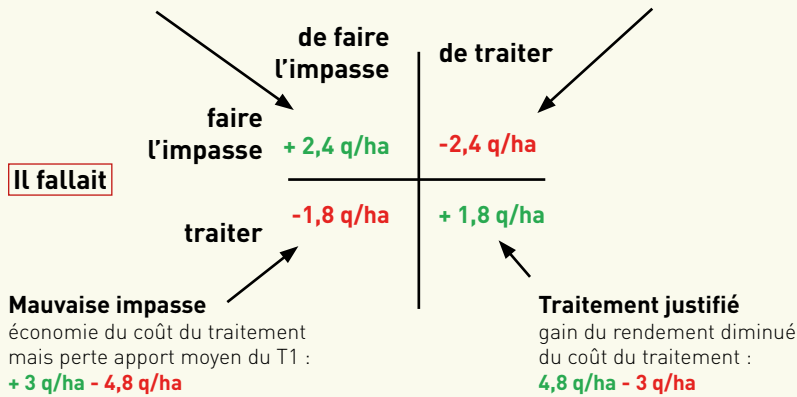 de faire
l'impasse
de traiter
faire
l'impasse
+ 2,4 q/ha
-2,4 q/ha
Il fallait
traiter
-1,8 q/ha
+ 1,8 q/ha
Mauvaise impasse
économie du coût du traitement
mais perte apport moyen du T1 :
+ 3 q/ha - 4,8 q/ha
Traitement justifié
gain du rendement diminué
du coût du traitement :
4,8 q/ha - 3 q/ha